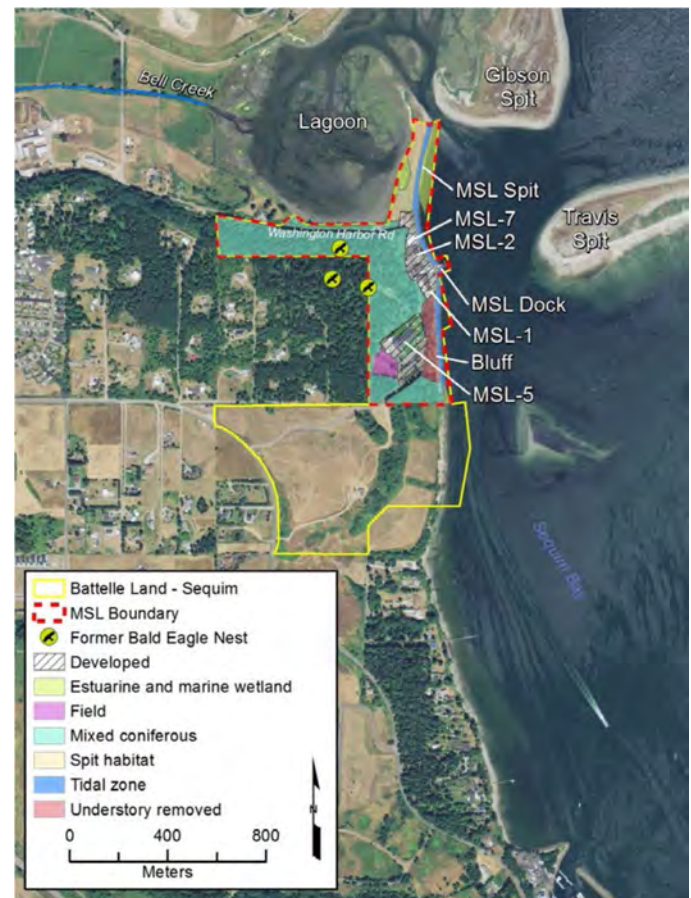 Bell Creek
Lagoon
Gibson
Spit
MSL Spit
MSL-7
Washington Harbor Rd
MSL-2
Travis
Spit
MSL Dock
MSL-1
Bluff
MSL-5
Sequim Bay
Battelle Land - Sequim
MSL Boundary
Former Bald Eagle Nest
Developed
Estuarine and marine wetland
Field
Mixed coniferous
Spit habitat
Tidal zone
Understory removed
N
0 400 800
Meters